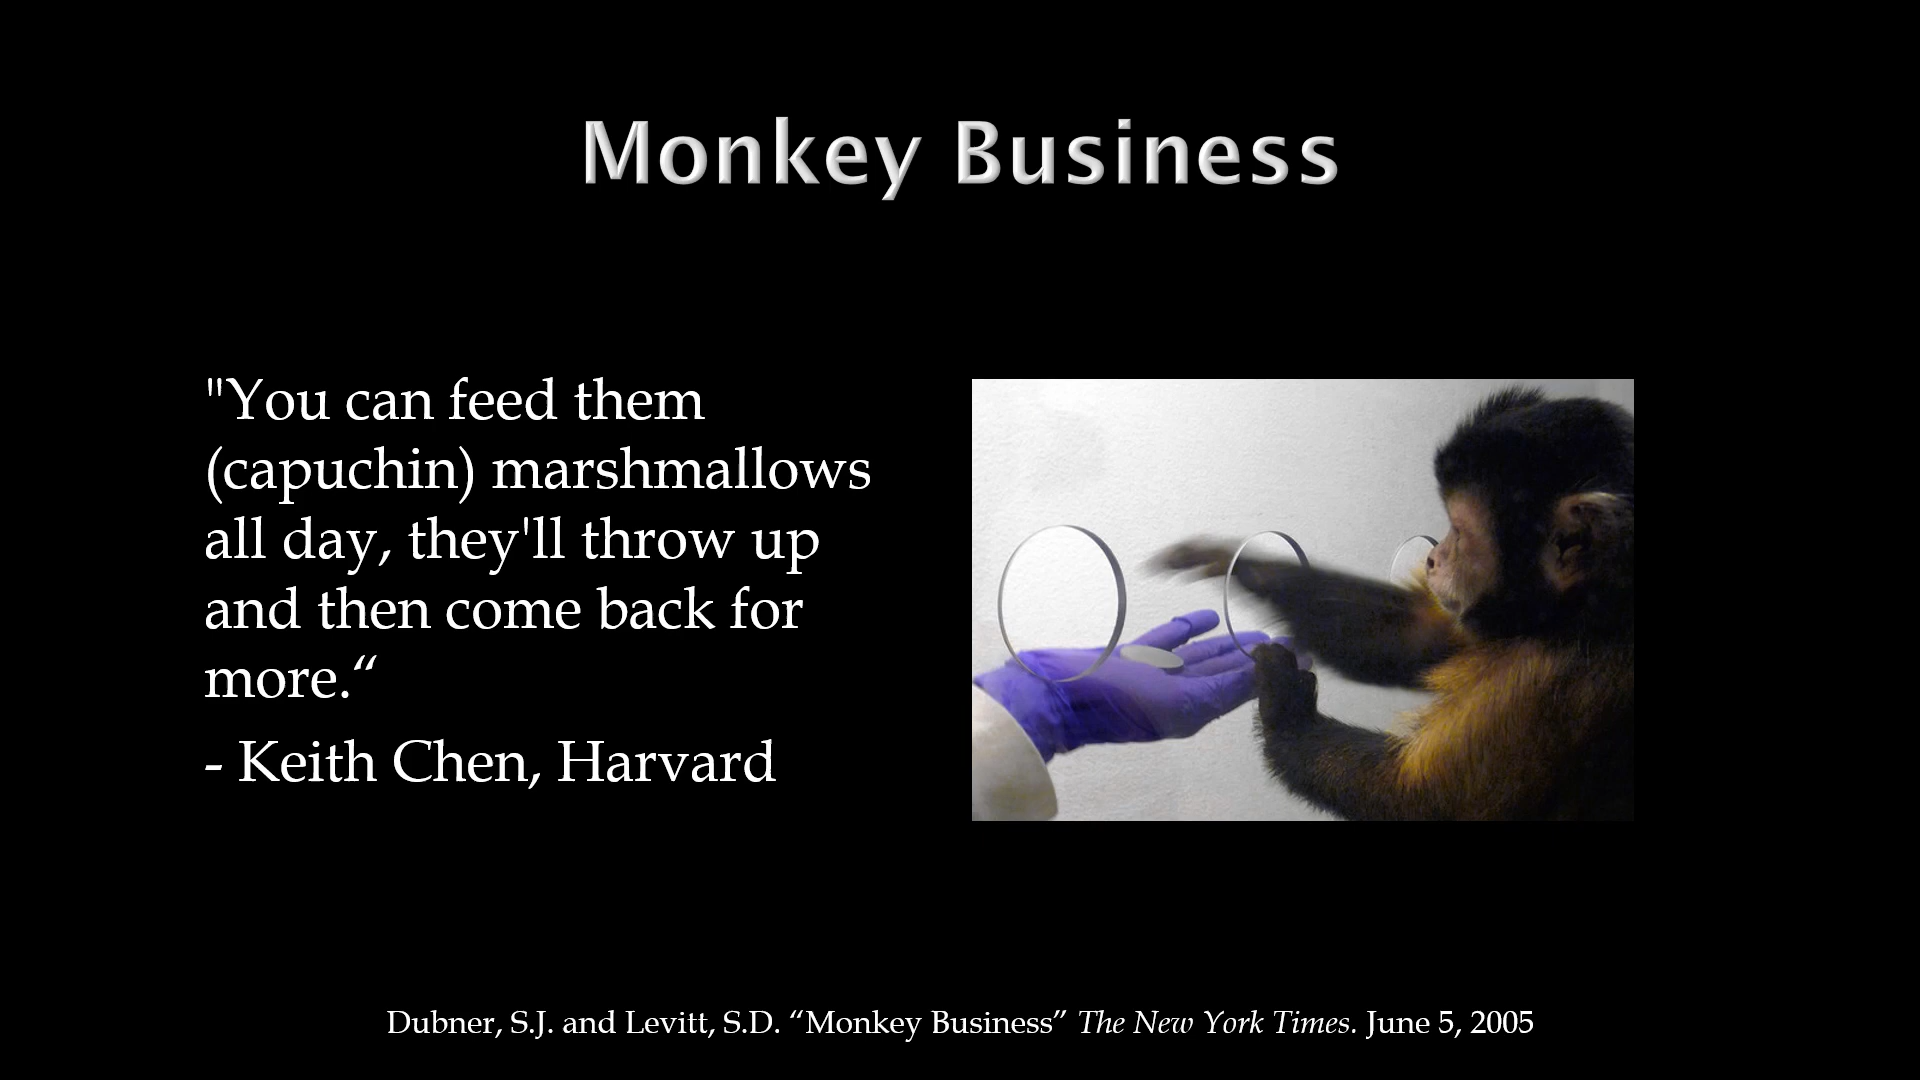 Monkey Business
"You can feed them
(capuchin) marshmallows
all day, they'll throw up
and then come back for
more.“
- Keith Chen, Harvard
Dubner, S.J. and Levitt, S.D. “Monkey Business” The New York Times. June 5, 2005